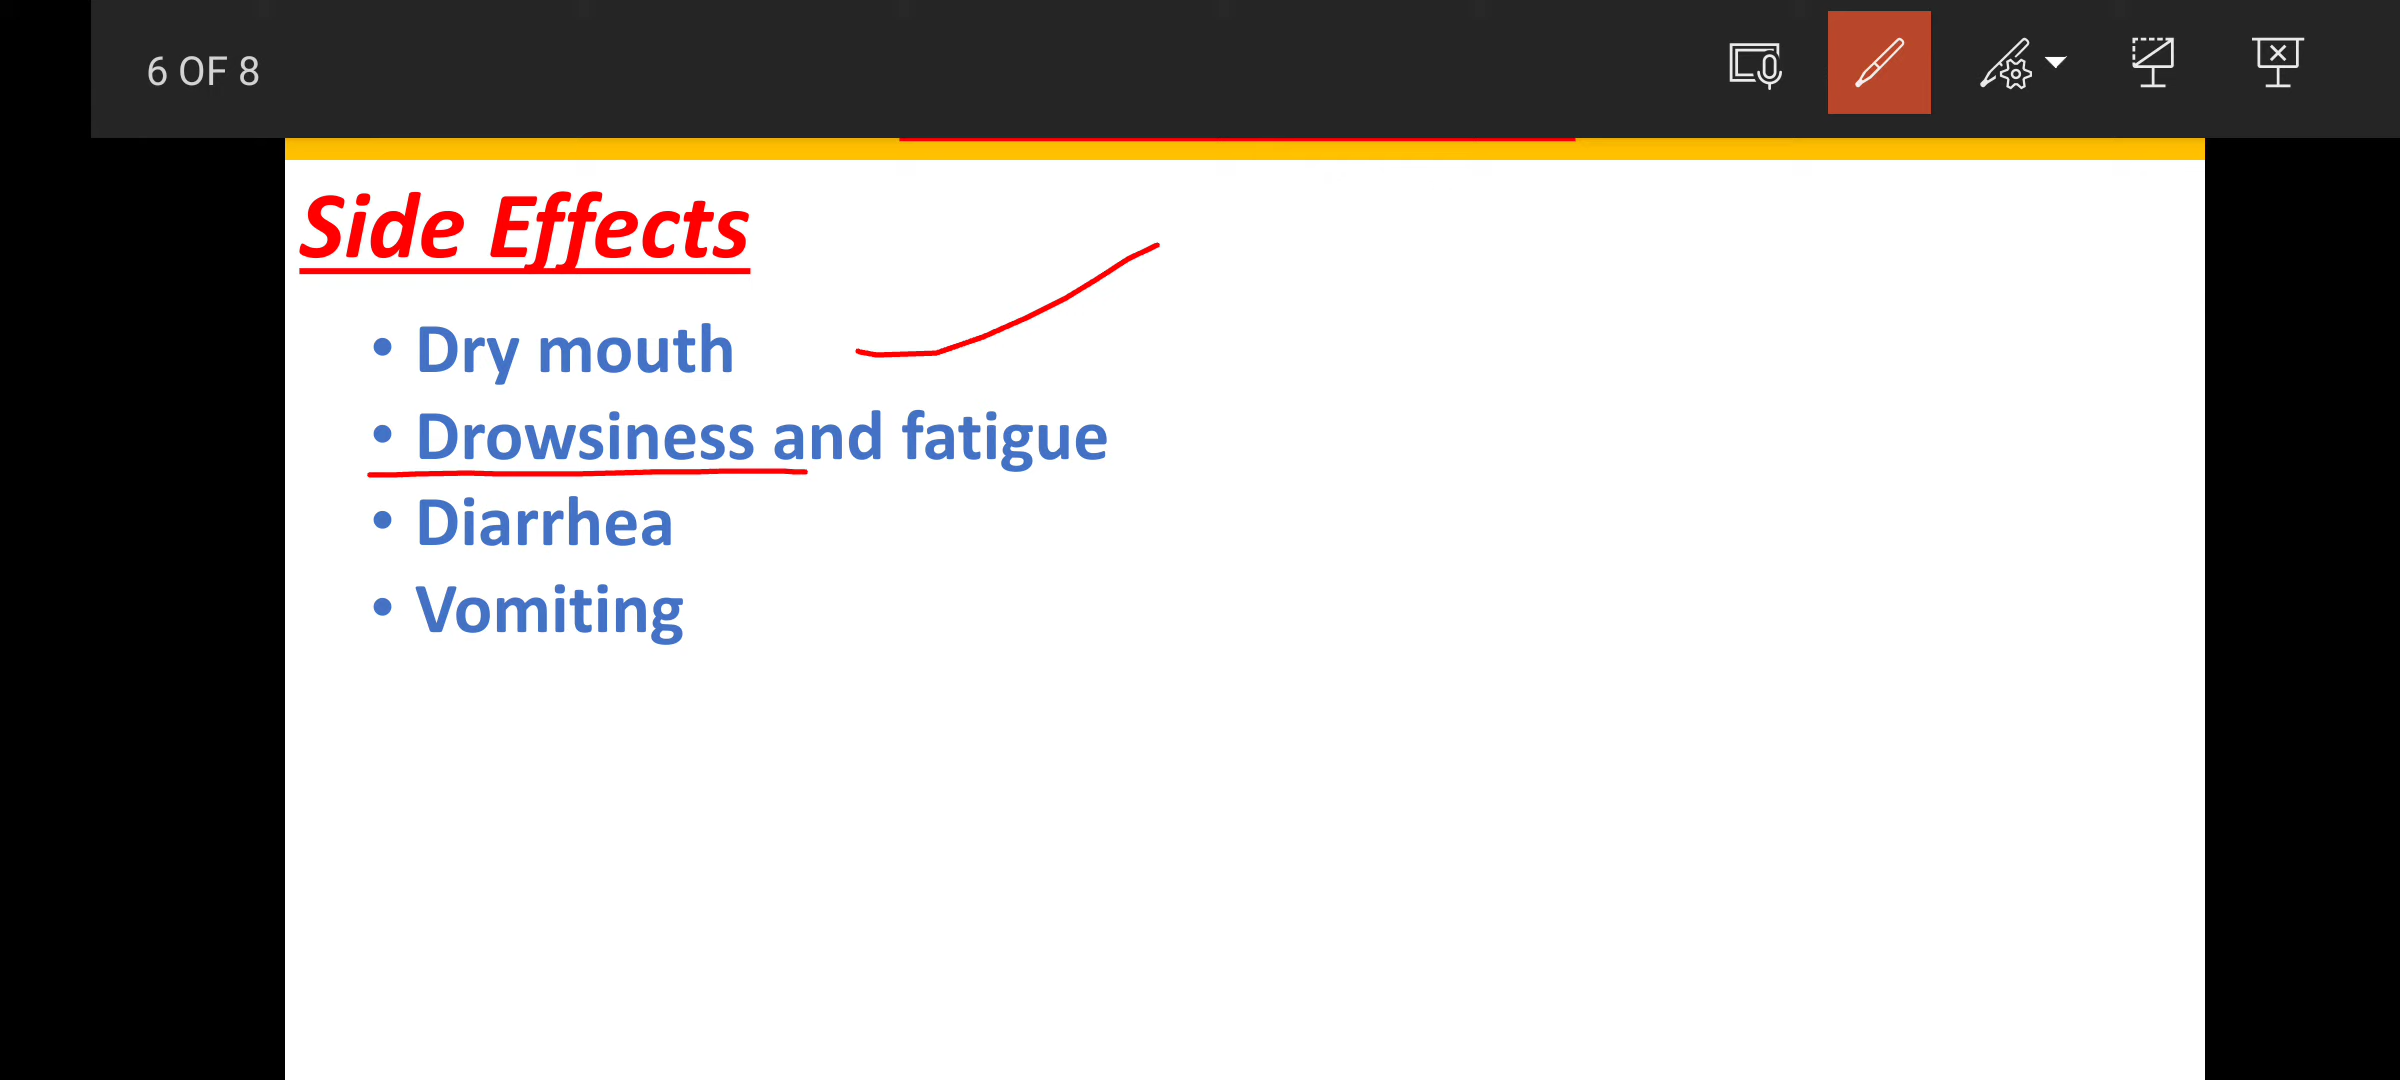 6 OF 8
Side Effects
• Dry mouth
• Drowsiness and fatigue
• Diarrhea
• Vomiting